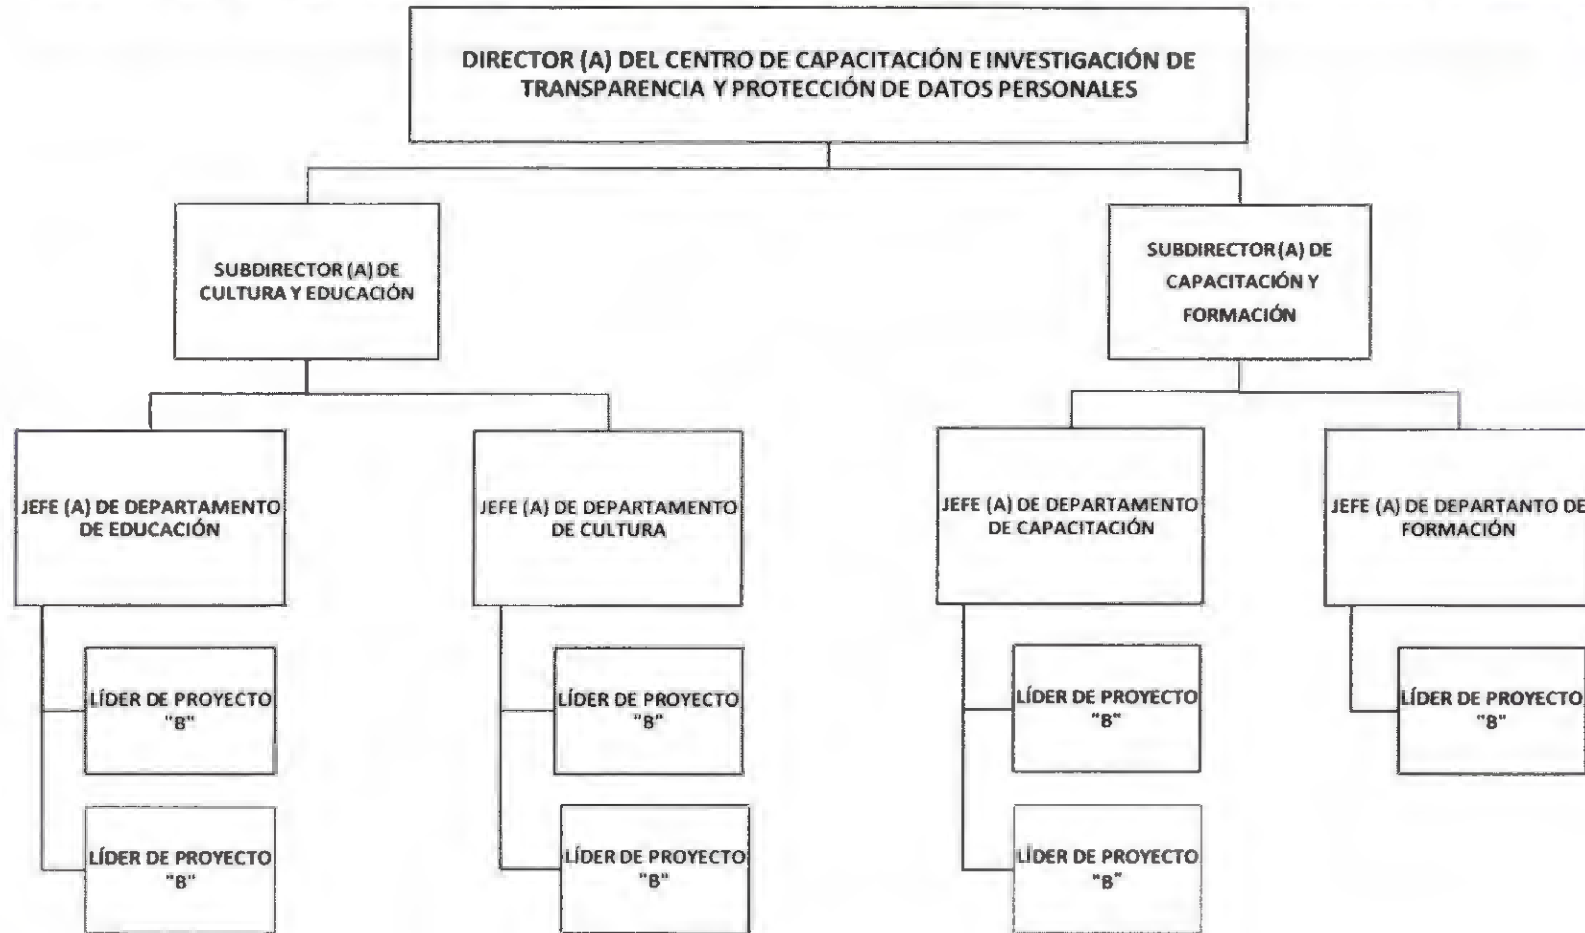 DIRECTOR (A) DEL CENTRO DE CAPACITACIÓN E INVESTIGACIÓN DE
TRANSPARENCIA Y PROTECCIÓN DE DATOS PERSONALES
SUBDIRECTOR (A) DE
CULTURA Y EDUCACIÓN
SUBDIRECTOR (A) DE
CAPACITACIÓN Y
FORMACIÓN
JEFE (A) DE DEPARTAMENTO
DE EDUCACIÓN
JEFE (A) DE DEPARTAMENTO
DE CULTURA
JEFE (A) DE DEPARTAMENTO
DE CAPACITACIÓN
JEFE (A) DE DEPARTANTO DE
FORMACIÓN
LÍDER DE PROYECTO
"B"
LÍDER DE PROYECTO
"B"
LÍDER DE PROYECTO
"B"
LÍDER DE PROYECTO
"B"
LÍDER DE PROYECTO
"B"
LÍDER DE PROYECTO
"B"
LÍDER DE PROYECTO
"B"